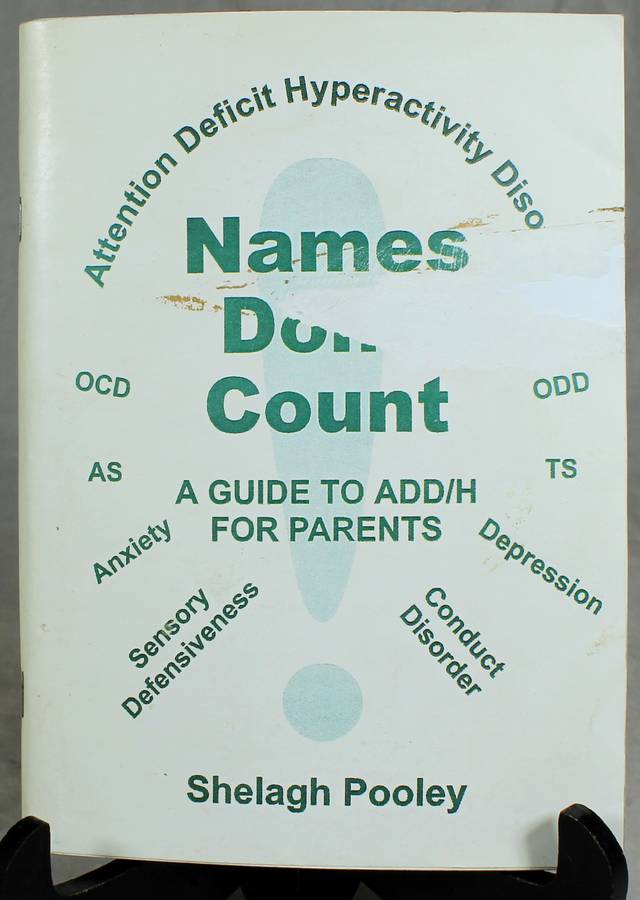 Attention Deficit Hyperactivity Diso
Names
Don
Count
OCD
ODD
AS
TS
A GUIDE TO ADD/H
FOR PARENTS
Anxiety
Depression
Sensory
Defensiveness
Conduct
Disorder
Shelagh Pooley